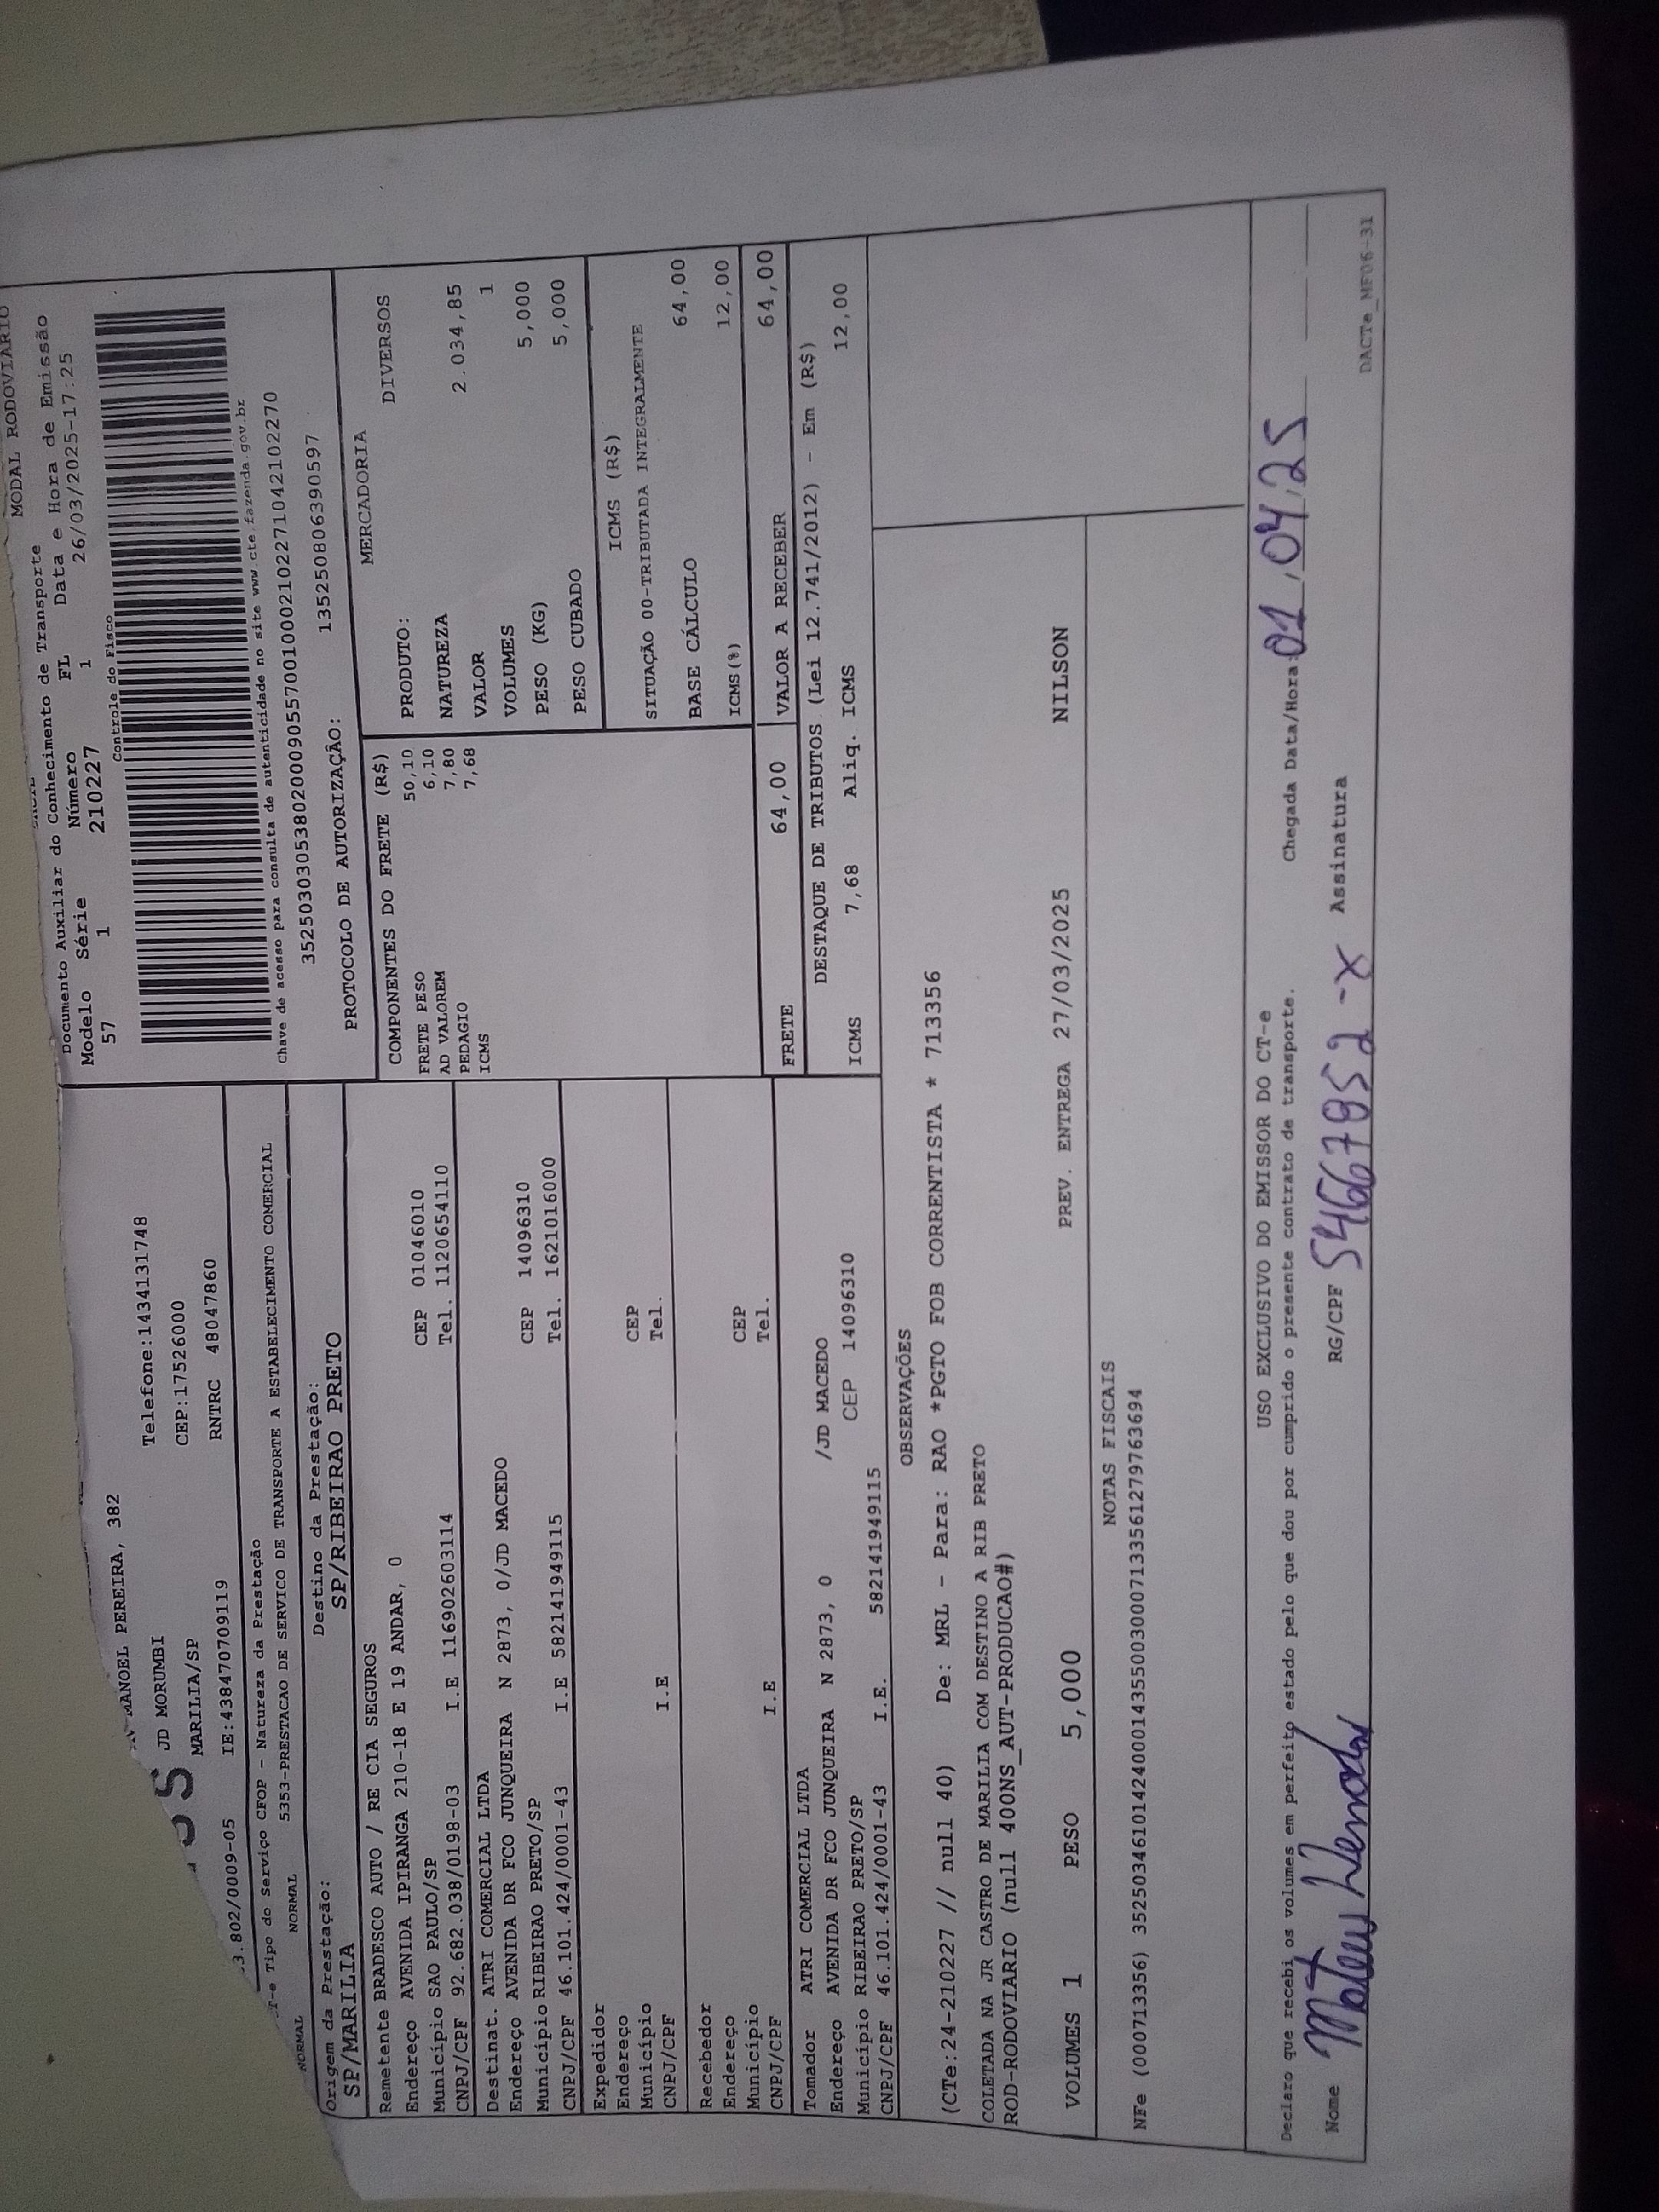 MODAL RODOVIÁRIO
Documento Auxiliar do Conhecimento de Transporte
Modelo Série Número FL Data e Hora de Emissão
57 1 210227 1 26/03/2025-17:25
Controle do Fisco
Chave de acesso para consulta de autenticidade no site www.cte.fazenda.gov.br
35250303053802000905570010002102271042102270
PROTOCOLO DE AUTORIZAÇÃO: 135250806390597
MANOEL PEREIRA, 382
JD MORUMBI Telefone:1434131748
MARILIA/SP CEP:17526000
3.802/0009-05 IE:438470709119 RNTRC 48047860
T-e Tipo do Serviço CFOP - Natureza da Prestação
NORMAL NORMAL 5353-PRESTACAO DE SERVICO DE TRANSPORTE A ESTABELECIMENTO COMERCIAL
Origem da Prestação: Destino da Prestação:
SP/MARILIA SP/RIBEIRAO PRETO
Remetente BRADESCO AUTO / RE CIA SEGUROS
Endereço AVENIDA IPIRANGA 210-18 E 19 ANDAR, 0
Município SAO PAULO/SP CEP 01046010
CNPJ/CPF 92.682.038/0198-03 I.E 116902603114 Tel. 1120654110
Destinat. ATRI COMERCIAL LTDA
Endereço AVENIDA DR FCO JUNQUEIRA N 2873, 0/JD MACEDO
Município RIBEIRAO PRETO/SP CEP 14096310
CNPJ/CPF 46.101.424/0001-43 I.E 582141949115 Tel. 1621016000
Expedidor
Endereço
Município CEP
CNPJ/CPF I.E Tel.
Recebedor
Endereço
Município CEP
CNPJ/CPF I.E Tel.
Tomador ATRI COMERCIAL LTDA
Endereço AVENIDA DR FCO JUNQUEIRA N 2873, 0 /JD MACEDO
Município RIBEIRAO PRETO/SP CEP 14096310
CNPJ/CPF 46.101.424/0001-43 I.E. 582141949115
COMPONENTES DO FRETE (R$)
FRETE PESO 50,10
AD VALOREM 6,10
PEDAGIO 7,80
ICMS 7,68
MERCADORIA
PRODUTO: DIVERSOS
NATUREZA
VALOR 2.034,85
VOLUMES 1
PESO (KG) 5,000
PESO CUBADO 5,000
ICMS (R$)
SITUAÇÃO 00-TRIBUTADA INTEGRALMENTE
BASE CÁLCULO 64,00
ICMS(%) 12,00
FRETE 64,00 VALOR A RECEBER 64,00
DESTAQUE DE TRIBUTOS (Lei 12.741/2012) - Em (R$)
ICMS 7,68 Aliq. ICMS 12,00
OBSERVAÇÕES
(CTe:24-210227 // null 40) De: MRL - Para: RAO *PGTO FOB CORRENTISTA * 713356
COLETADA NA JR CASTRO DE MARILIA COM DESTINO A RIB PRETO
ROD-RODOVIARIO (null 400NS_AUT-PRODUCAO#)
VOLUMES 1 PESO 5,000 PREV. ENTREGA 27/03/2025 NILSON
NOTAS FISCAIS
NFe (000713356) 35250346101424000143550030007133561279763694
USO EXCLUSIVO DO EMISSOR DO CT-e
Declaro que recebi os volumes em perfeito estado pelo que dou por cumprido o presente contrato de transporte. Chegada Data/Hora: 01,04,25
Nome RG/CPF 54667952-X Assinatura
DACTe_MF06-31